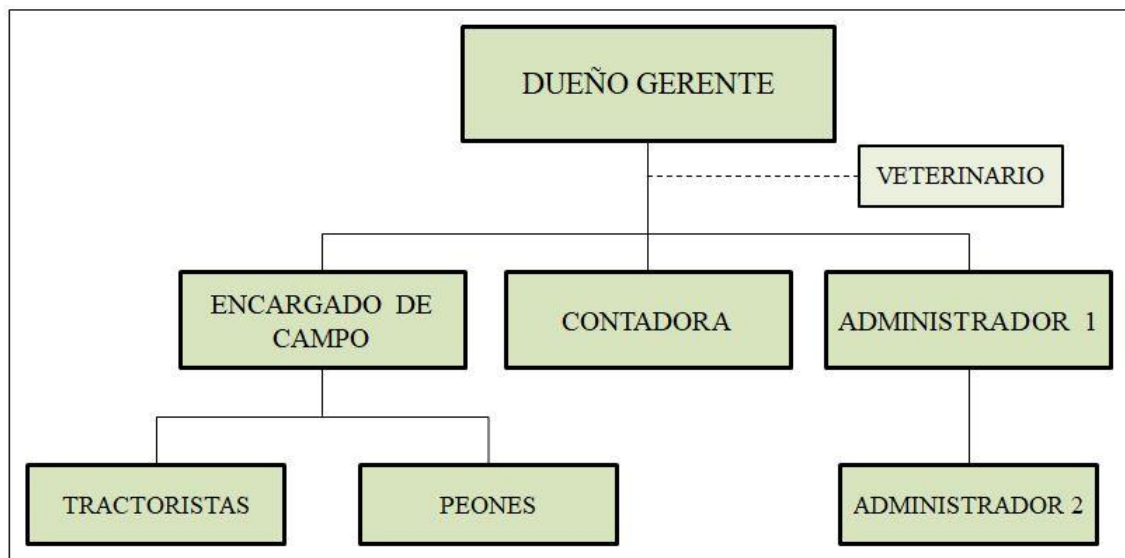 DUEÑO GERENTE
VETERINARIO
ENCARGADO DE
CAMPO
CONTADORA
ADMINISTRADOR 1
TRACTORISTAS
PEONES
ADMINISTRADOR 2